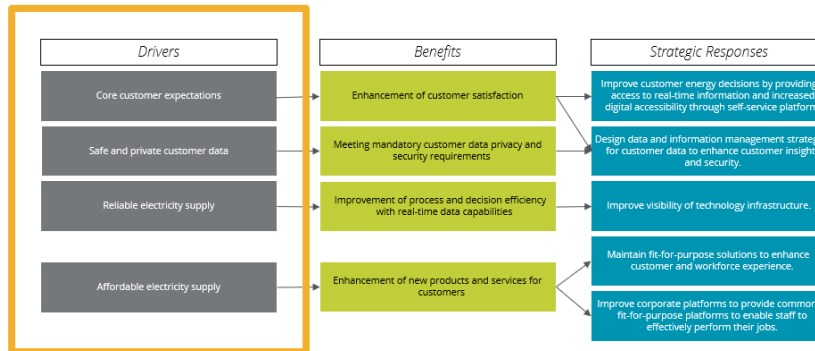 Drivers
Benefits
Strategic Responses
Core customer expectations
Enhancement of customer satisfaction
Improve customer energy decisions by providing
access to real-time information and increased
digital accessibility through self-service platform
Safe and private customer data
Meeting mandatory customer data privacy and
security requirements
Design data and information management strateg
for customer data to enhance customer insight
and security.
Reliable electricity supply
Improvement of process and decision efficiency
with real-time data capabilities
Improve visibility of technology infrastructure.
Affordable electricity supply
Enhancement of new products and services for
customers
Maintain fit-for-purpose solutions to enhance
customer and workforce experience.
Improve corporate platforms to provide common
fit-for-purpose platforms to enable staff to
effectively perform their jobs.